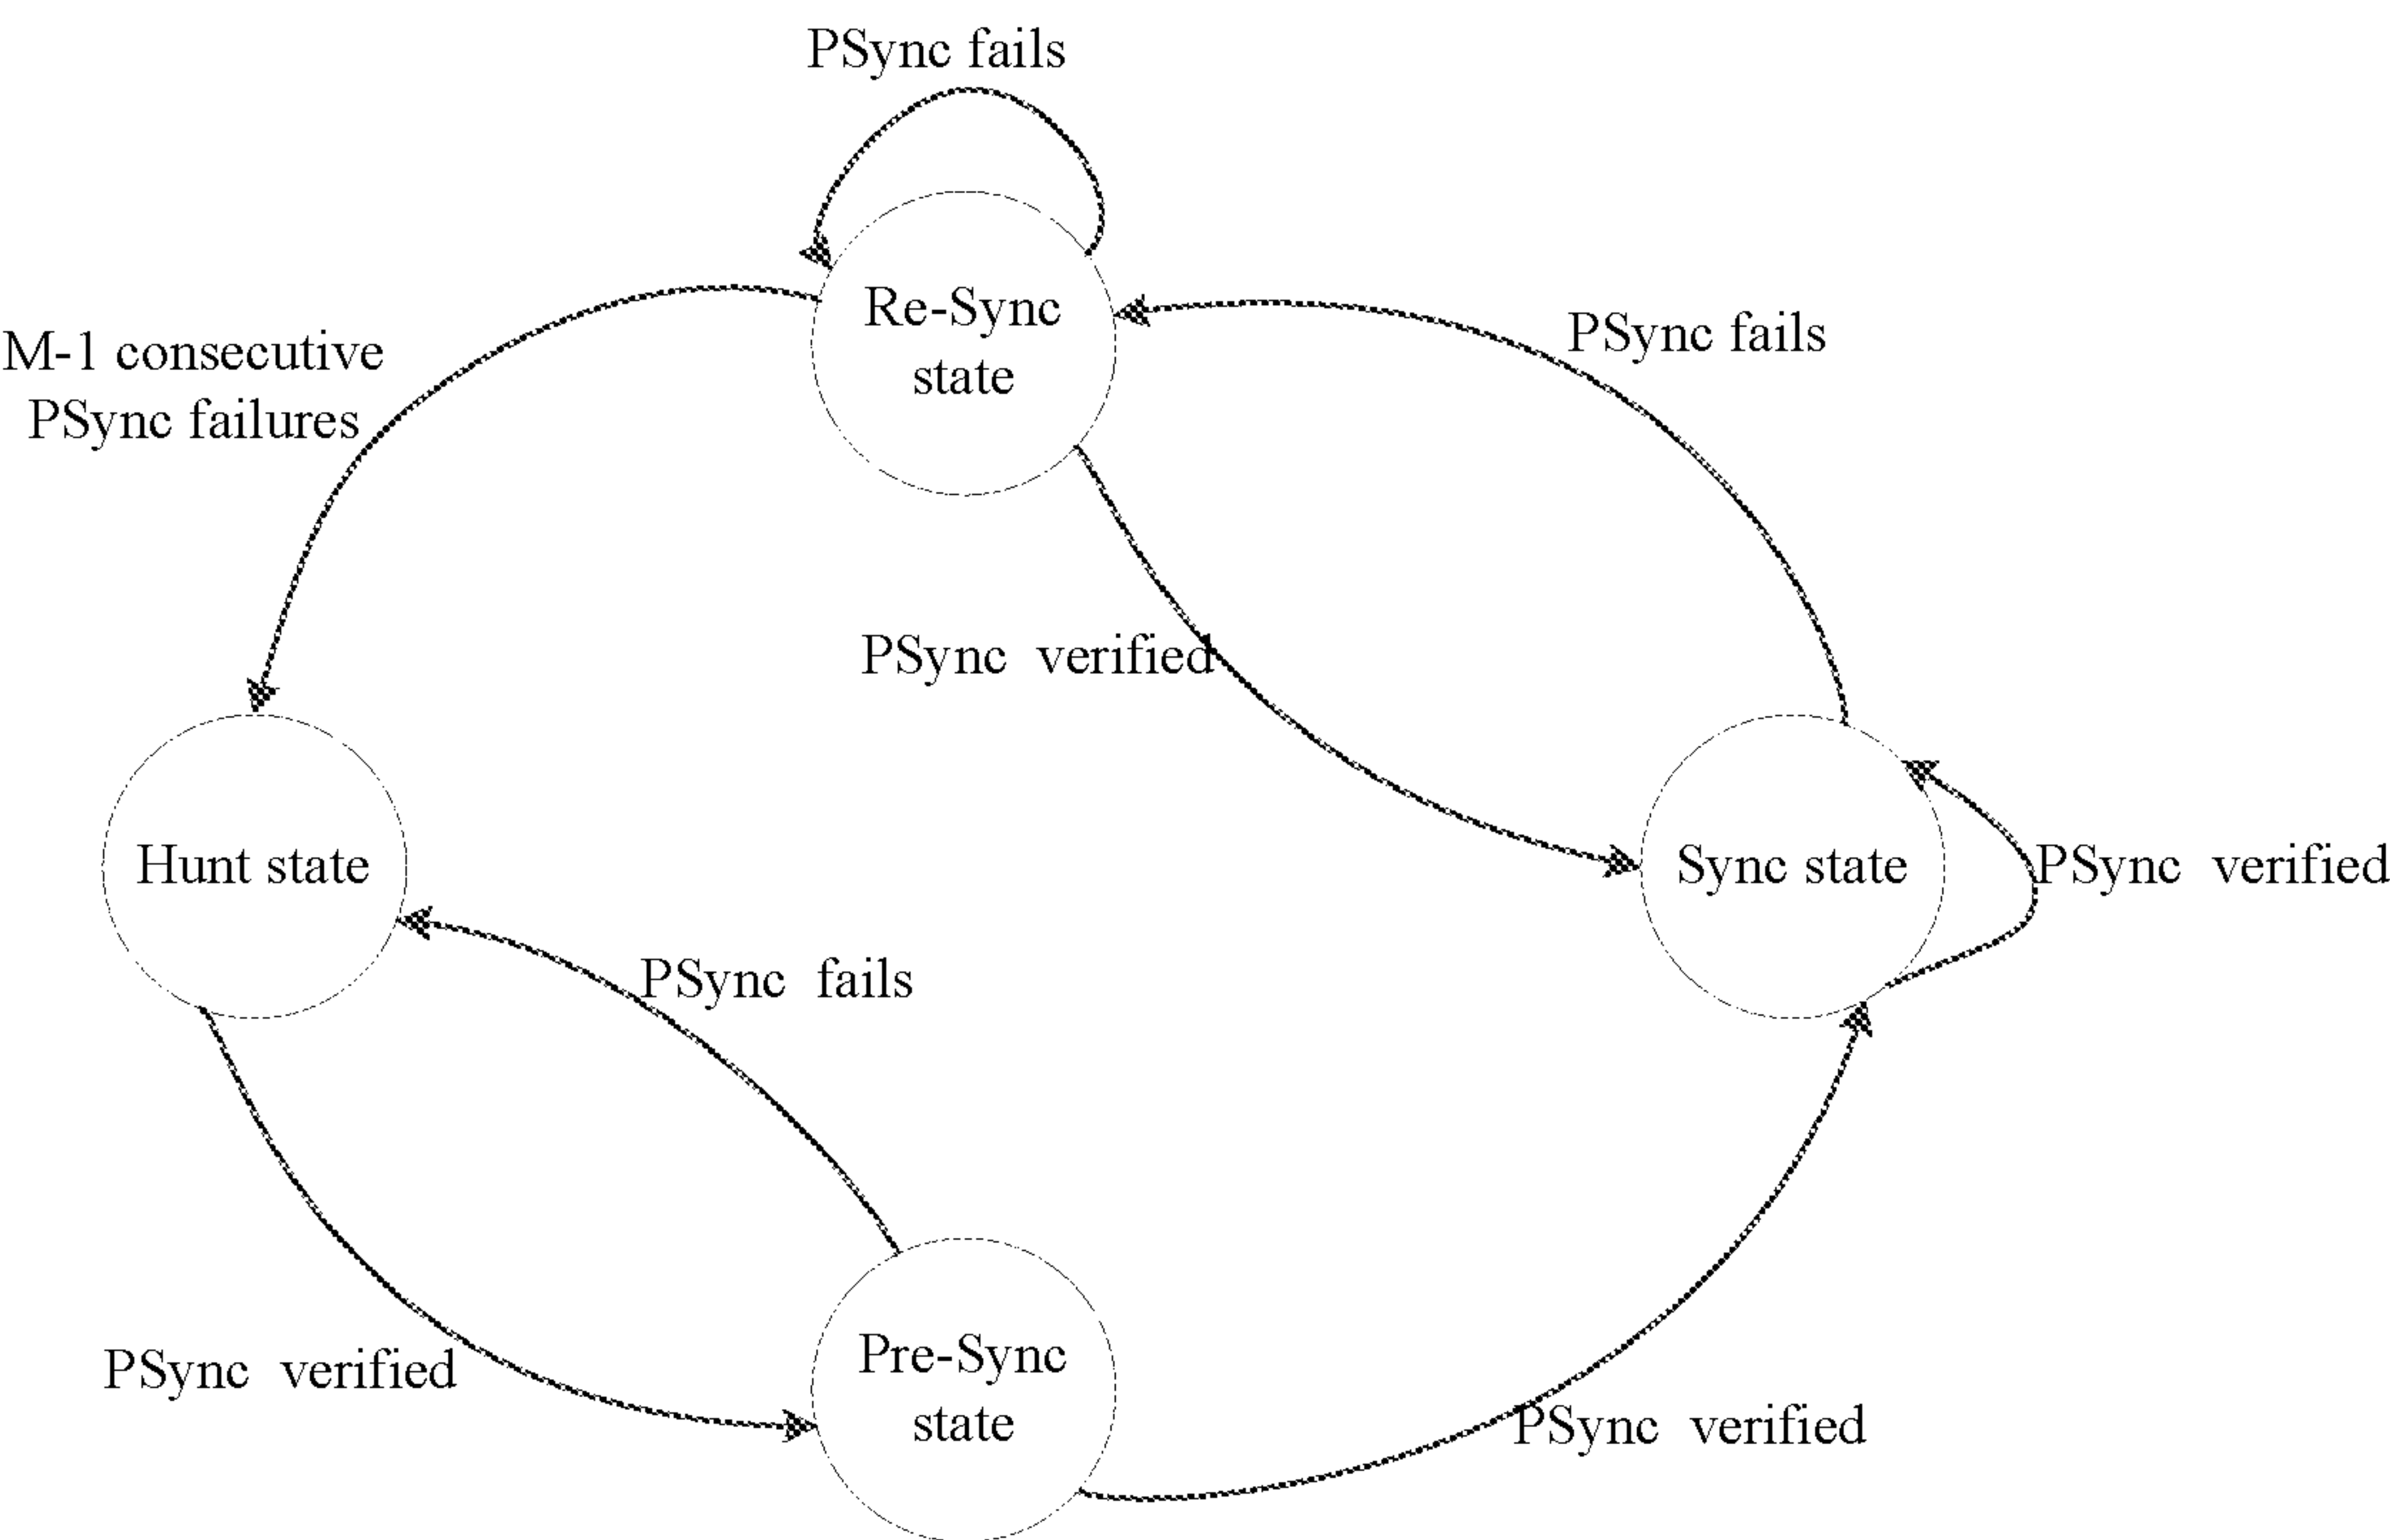 PSync fails
Re-Sync
state
PSync fails
M-1 consecutive
PSync failures
PSync verified
Hunt state
Sync state
PSync verified
PSync fails
PSync verified
Pre-Sync
state
PSync verified